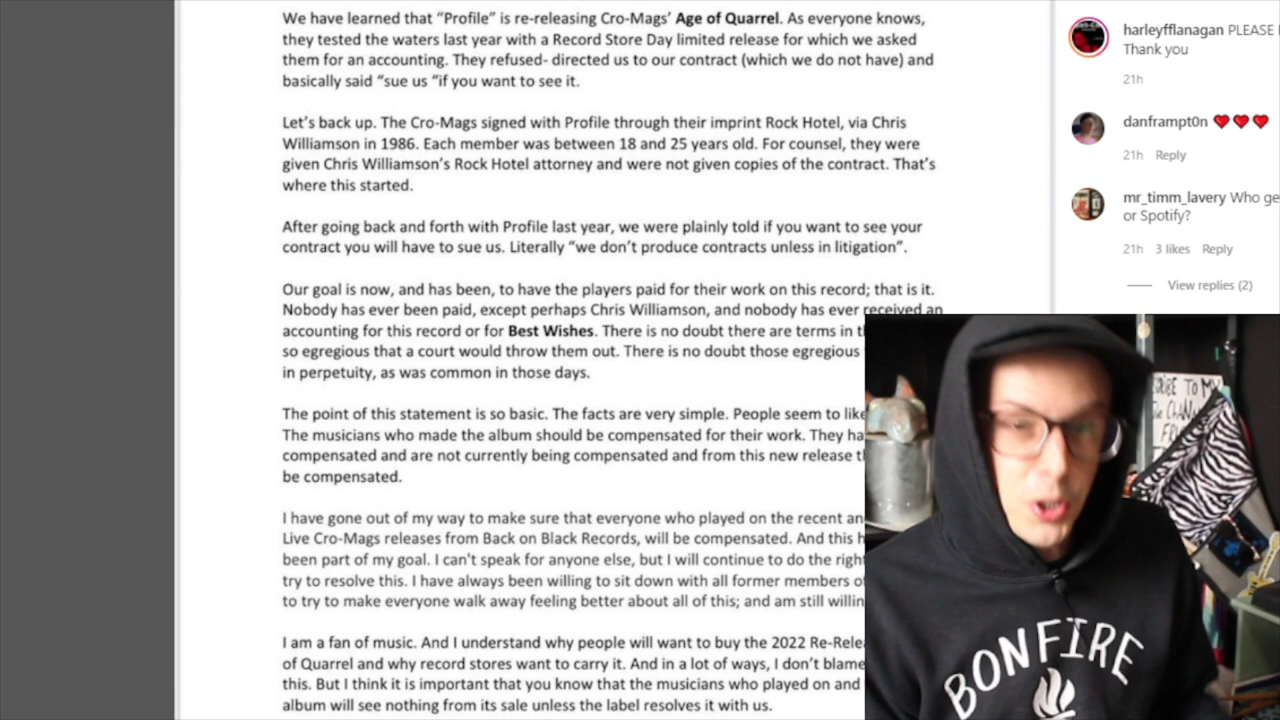 We have learned that “Profile” is re-releasing Cro-Mags’ Age of Quarrel. As everyone knows,
they tested the waters last year with a Record Store Day limited release for which we asked
them for an accounting. They refused- directed us to our contract (which we do not have) and
basically said “sue us “if you want to see it.
Let’s back up. The Cro-Mags signed with Profile through their imprint Rock Hotel, via Chris
Williamson in 1986. Each member was between 18 and 25 years old. For counsel, they were
given Chris Williamson’s Rock Hotel attorney and were not given copies of the contract. That’s
where this started.
After going back and forth with Profile last year, we were plainly told if you want to see your
contract you will have to sue us. Literally “we don’t produce contracts unless in litigation”.
Our goal is now, and has been, to have the players paid for their work on this record; that is it.
Nobody has ever been paid, except perhaps Chris Williamson, and nobody has ever received an
accounting for this record or for Best Wishes. There is no doubt there are terms in
so egregious that a court would throw them out. There is no doubt those egregious
in perpetuity, as was common in those days.
The point of this statement is so basic. The facts are very simple. People seem to like
The musicians who made the album should be compensated for their work. They
compensated and are not currently being compensated and from this new release
be compensated.
I have gone out of my way to make sure that everyone who played on the recent
Live Cro-Mags releases from Back on Black Records, will be compensated. And this
been part of my goal. I can't speak for anyone else, but I will continue to do the right
try to resolve this. I have always been willing to sit down with all former members
to try to make everyone walk away feeling better about all of this; and am still
I am a fan of music. And I understand why people will want to buy the 2022
of Quarrel and why record stores want to carry it. And in a lot of ways, I don’t blame
this. But I think it is important that you know that the musicians who played on and
album will see nothing from its sale unless the label resolves it with us.
harleyfflanagan PLEASE
Thank you
21h
danframpt0n ❤️❤️❤️
21h Reply
mr_timm_lavery Who
or Spotify?
21h 3 likes Reply
View replies (2)
TO MY
BONFIRE